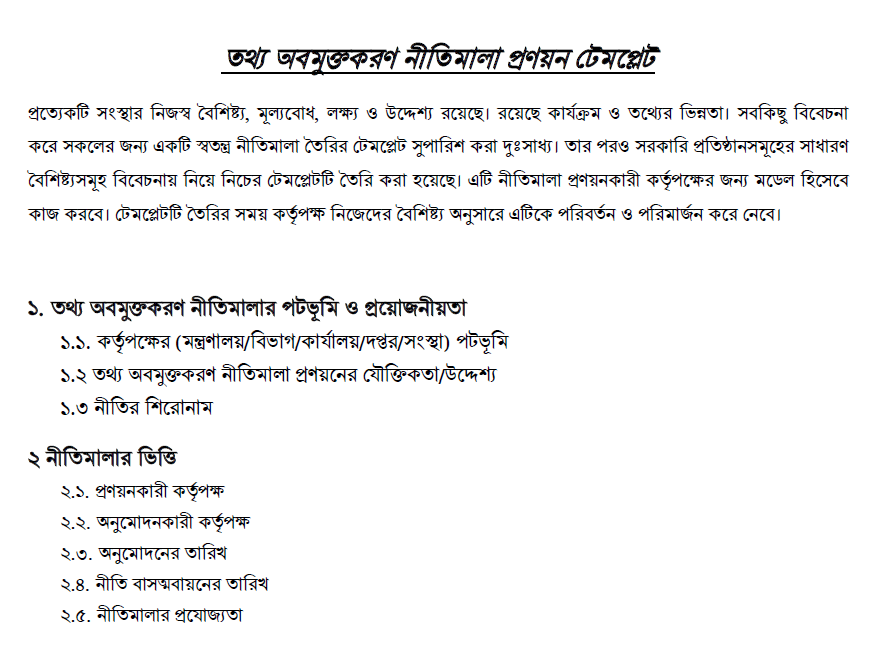 তথ্য অবমুক্তকরণ নীতিমালা প্রণয়ন টেমপ্লেট
প্রত্যেকটি সংস্থার নিজস্ব বৈশিষ্ট্য, মূল্যবোধ, লক্ষ্য ও উদ্দেশ্য রয়েছে। রয়েছে কার্যক্রম ও তথ্যের ভিন্নতা। সবকিছু বিবেচনা
করে সকলের জন্য একটি স্বতন্ত্র নীতিমালা তৈরির টেমপ্লেট সুপারিশ করা দুঃসাধ্য। তার পরও সরকারি প্রতিষ্ঠানসমূহের সাধারণ
বৈশিষ্ট্যসমূহ বিবেচনায় নিয়ে নিচের টেমপ্লেটটি তৈরি করা হয়েছে। এটি নীতিমালা প্রণয়নকারী কর্তৃপক্ষের জন্য মডেল হিসেবে
কাজ করবে। টেমপ্লেটটি তৈরির সময় কর্তৃপক্ষ নিজেদের বৈশিষ্ট্য অনুসারে এটিকে পরিবর্তন ও পরিমার্জন করে নেবে।
১. তথ্য অবমুক্তকরণ নীতিমালার পটভূমি ও প্রয়োজনীয়তা
১.১. কর্তৃপক্ষের (মন্ত্রণালয়/বিভাগ/কার্যালয়/দপ্তর/সংস্থা) পটভূমি
১.২ তথ্য অবমুক্তকরণ নীতিমালা প্রণয়নের যৌক্তিকতা/উদ্দেশ্য
১.৩ নীতির শিরোনাম
২ নীতিমালার ভিত্তি
২.১. প্রণয়নকারী কর্তৃপক্ষ
২.২. অনুমোদনকারী কর্তৃপক্ষ
২.৩. অনুমোদনের তারিখ
২.৪. নীতি বাসত্মবায়নের তারিখ
২.৫. নীতিমালার প্রযোজ্যতা